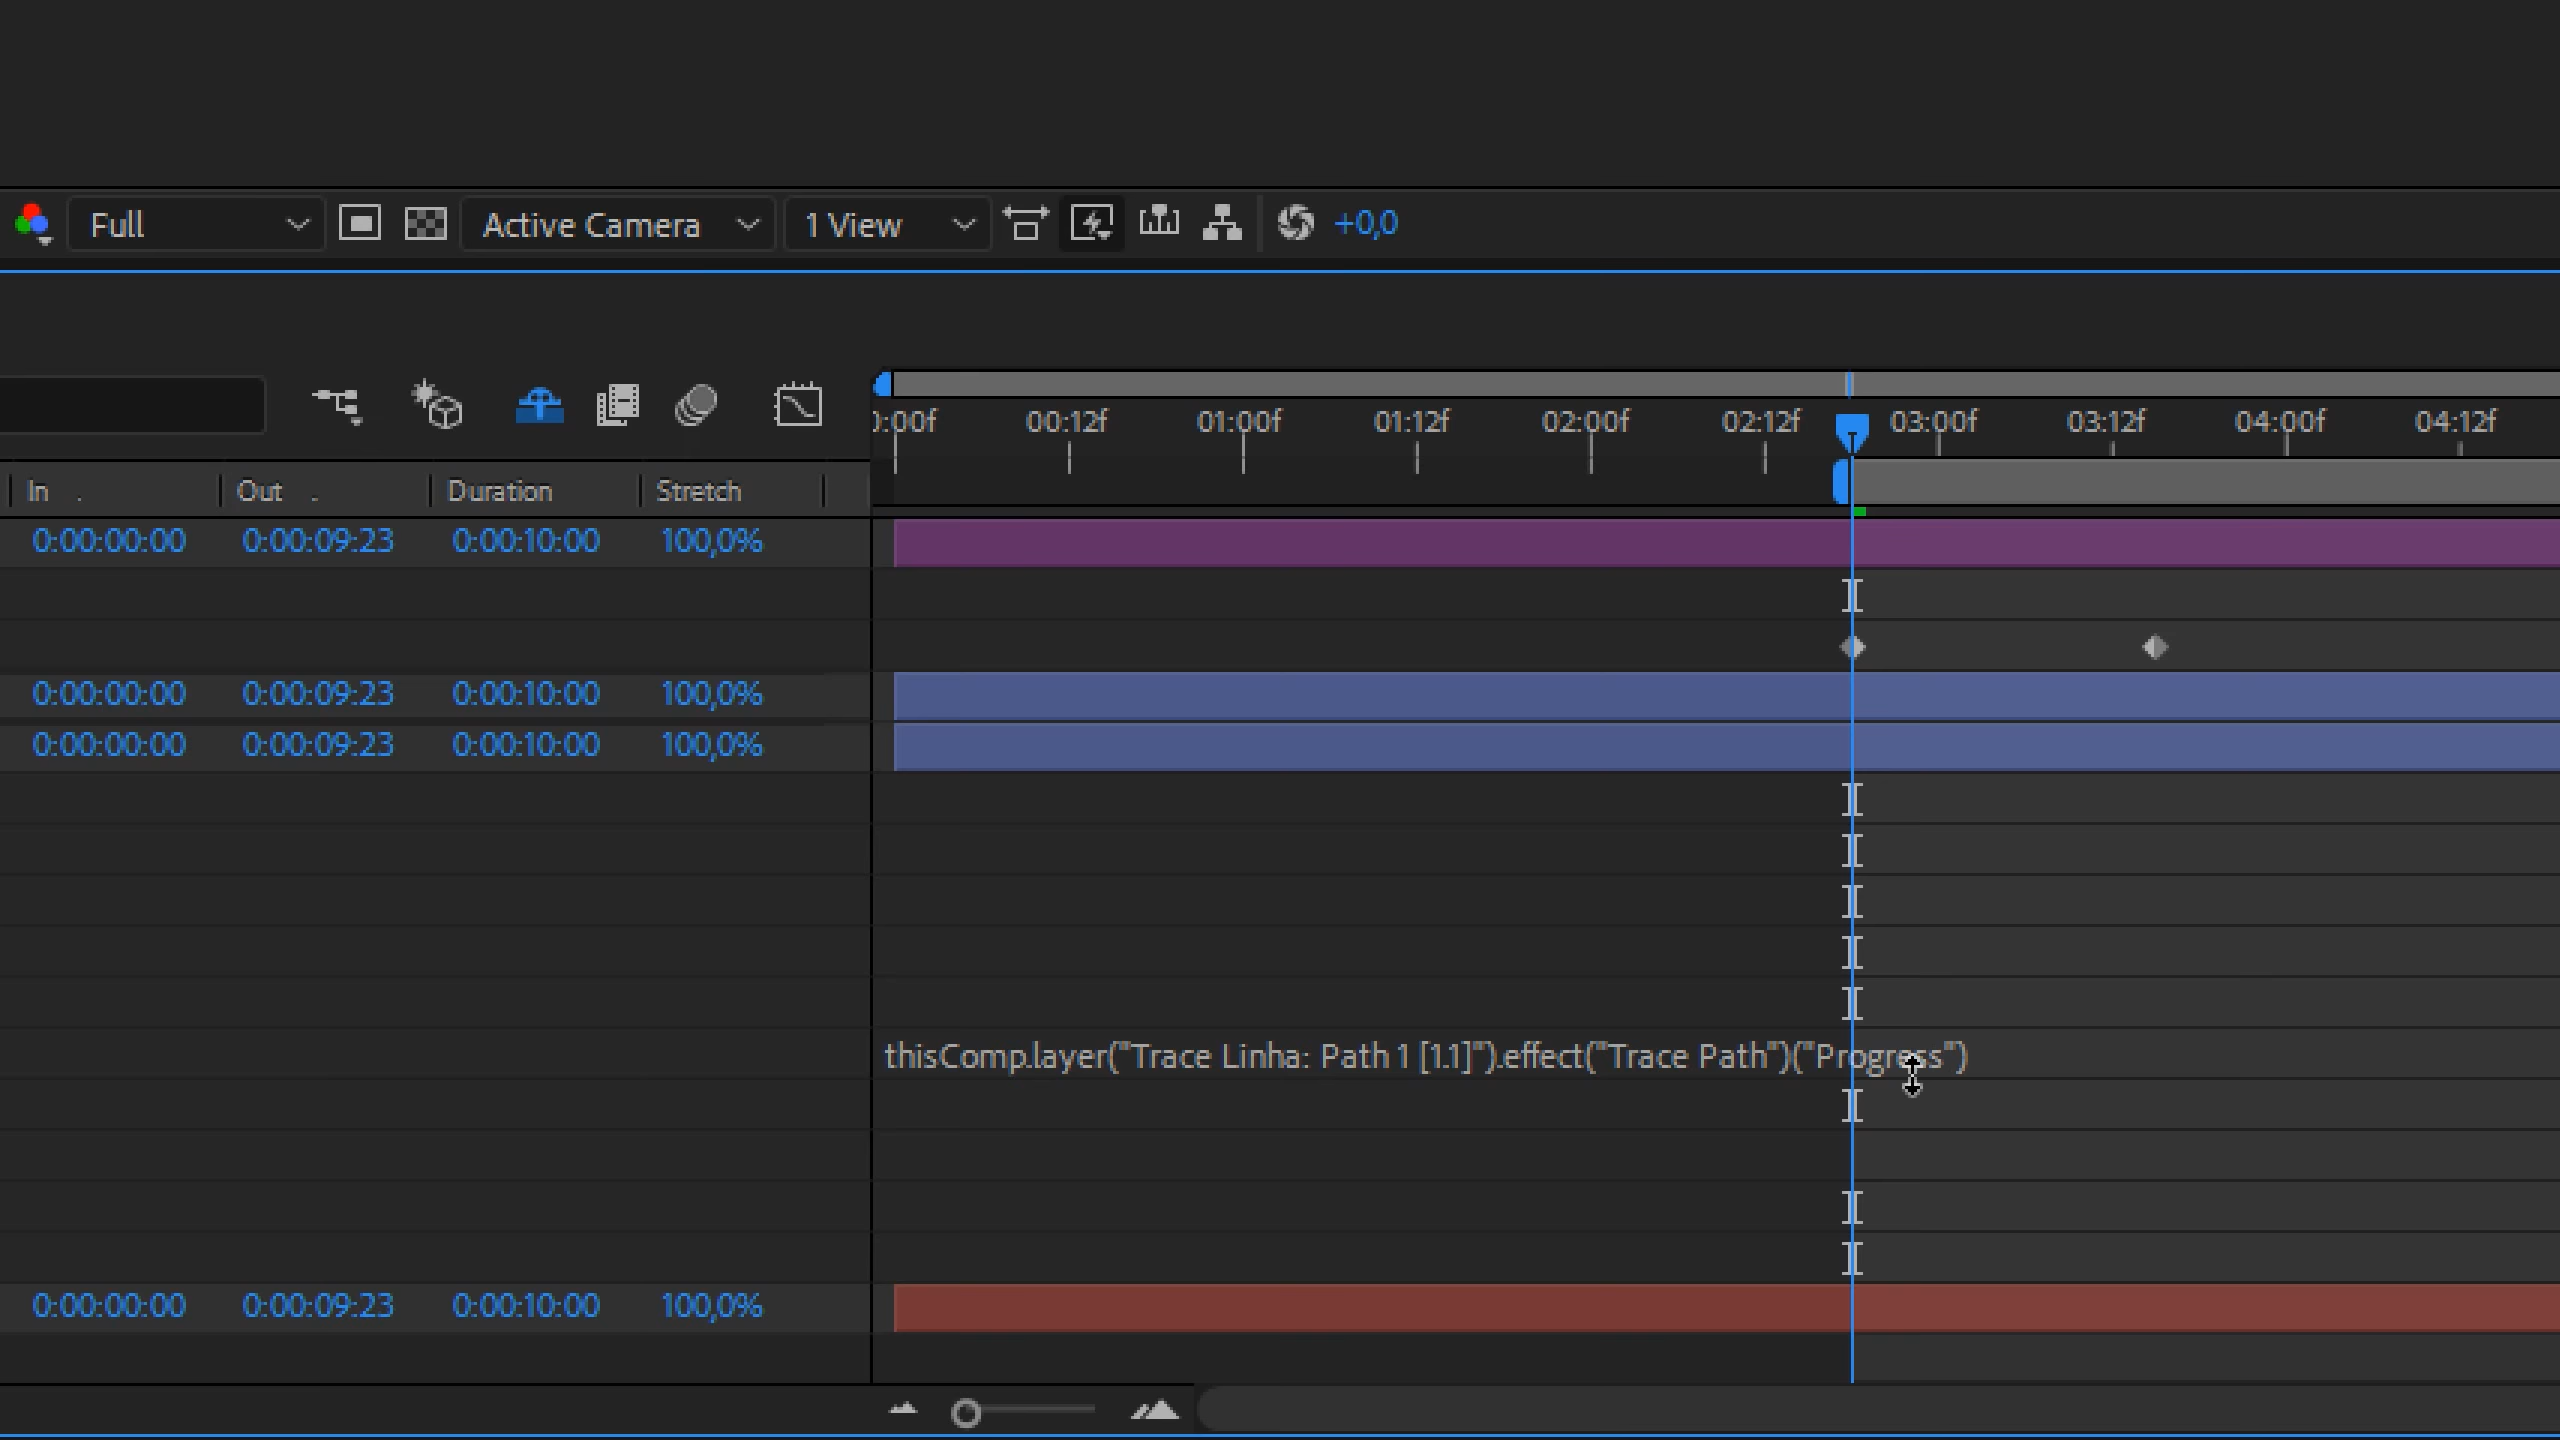 Full Active Camera 1 View +0,0
0:00f 00:12f 01:00f 01:12f 02:00f 02:12f 03:00f 03:12f 04:00f 04:12f
In Out Duration Stretch
0:00:00:00 0:00:09:23 0:00:10:00 100,0%
0:00:00:00 0:00:09:23 0:00:10:00 100,0%
0:00:00:00 0:00:09:23 0:00:10:00 100,0%
thisComp.layer("Trace Linha: Path 1 [1.1]").effect("Trace Path")("Progress")
0:00:00:00 0:00:09:23 0:00:10:00 100,0%